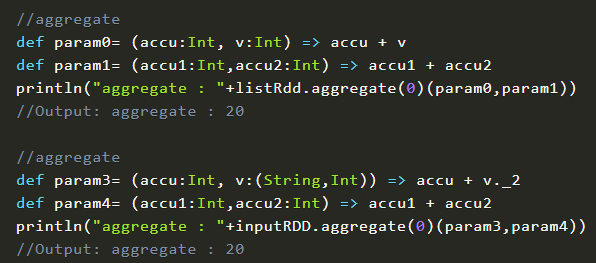 //aggregate
def param0= (accu:Int, v:Int) => accu + v
def param1= (accu1:Int,accu2:Int) => accu1 + accu2
println("aggregate : "+listRdd.aggregate(0)(param0,param1))
//Output: aggregate : 20
//aggregate
def param3= (accu:Int, v:(String,Int)) => accu + v._2
def param4= (accu1:Int,accu2:Int) => accu1 + accu2
println("aggregate : "+inputRDD.aggregate(0)(param3,param4))
//Output: aggregate : 20